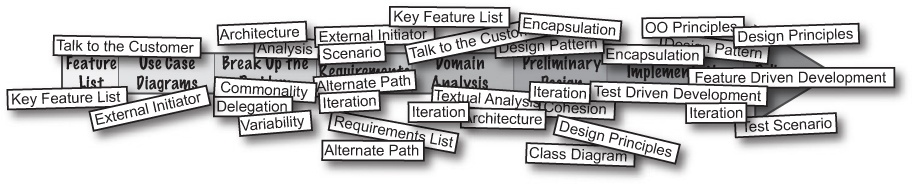 Talk to the Customer
Feature
List
Key Feature List
Use Case
Diagrams
External Initiator
Architecture
Analysis
Break Up the
Commonality
Delegation
Variability
External Initiator
Scenario
Requirements
Alternate Path
Iteration
Requirements List
Alternate Path
Key Feature List
Talk to the Customer
Domain
Analysis
Textual Analysis
Iteration
Architecture
Encapsulation
Design Pattern
Preliminary
Design
Iteration
Cohesion
Design Principles
Class Diagram
Encapsulation
Test Driven Development
OO Principles
Design Principles
Design Pattern
Feature Driven Development
Iteration
Test Scenario